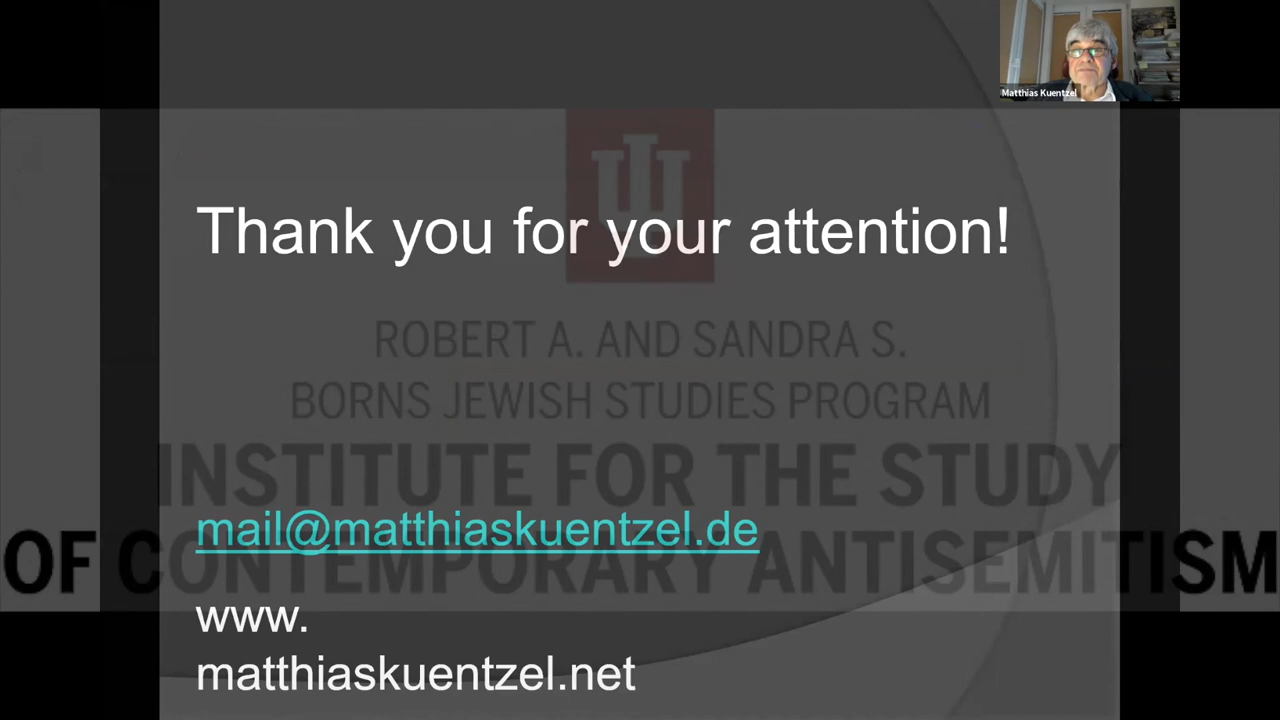 Matthias Kuentzel
Thank you for your attention!
ROBERT A. AND SANDRA S.
BORNS JEWISH STUDIES PROGRAM
INSTITUTE FOR THE STUDY
OF CONTEMPORARY ANTISEMITISM
mail@matthiaskuentzel.de
www.
matthiaskuentzel.net